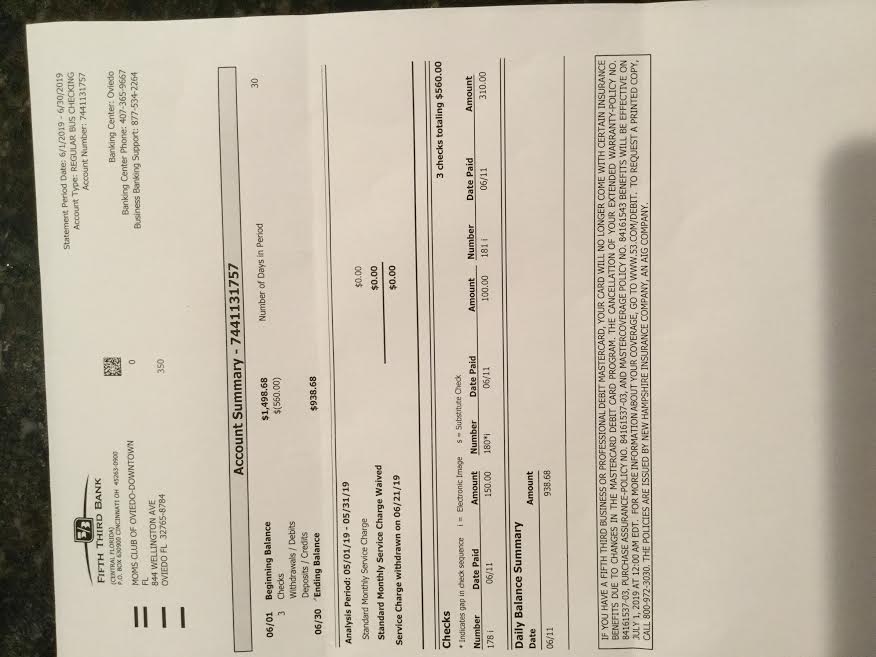 Statement Period Date: 6/1/2019 - 6/30/2019
Account Type: REGULAR BUS CHECKING
Account Number: 7441131757
5/3
FIFTH THIRD BANK
(CENTRAL FLORIDA)
P.O. BOX 630900 CINCINNATI OH 45263-0900
Banking Center: Oviedo
Banking Center Phone: 407-365-9667
Business Banking Support: 877-534-2264
MOMS CLUB OF OVIEDO-DOWNTOWN 0
FL
844 WELLINGTON AVE
OVIEDO FL 32765-8784 350
Account Summary - 7441131757
06/01 Beginning Balance $1,498.68 Number of Days in Period 30
3 Checks $(560.00)
Withdrawals / Debits
Deposits / Credits
06/30 Ending Balance $938.68
Analysis Period: 05/01/19 - 05/31/19
Standard Monthly Service Charge $0.00
Standard Monthly Service Charge Waived $0.00
Service Charge withdrawn on 06/21/19 $0.00
Checks 3 checks totaling $560.00
* Indicates gap in check sequence i = Electronic Image s = Substitute Check
Number Date Paid Amount Number Date Paid Amount Number Date Paid Amount
178 i 06/11 150.00 180*i 06/11 100.00 181 i 06/11 310.00
Daily Balance Summary
Date Amount
06/11 938.68
IF YOU HAVE A FIFTH THIRD BUSINESS OR PROFESSIONAL DEBIT MASTERCARD, YOUR CARD WILL NO LONGER COME WITH CERTAIN INSURANCE
BENEFITS DUE TO CHANGES IN THE MASTERCARD DEBIT CARD PROGRAM. THE CANCELLATION OF YOUR EXTENDED WARRANTY-POLICY NO.
84161537-03, PURCHASE ASSURANCE-POLICY NO. 84161537-03, AND MASTERCOVERAGE POLICY NO. 84161543 BENEFITS WILL BE EFFECTIVE ON
JULY 1, 2019 AT 12:00 AM EDT. FOR MORE INFORMATION ABOUT YOUR COVERAGE, GO TO WWW.53.COM/DEBIT. TO REQUEST A PRINTED COPY,
CALL 800-972-3030. THE POLICIES ARE ISSUED BY NEW HAMPSHIRE INSURANCE COMPANY, AN AIG COMPANY.